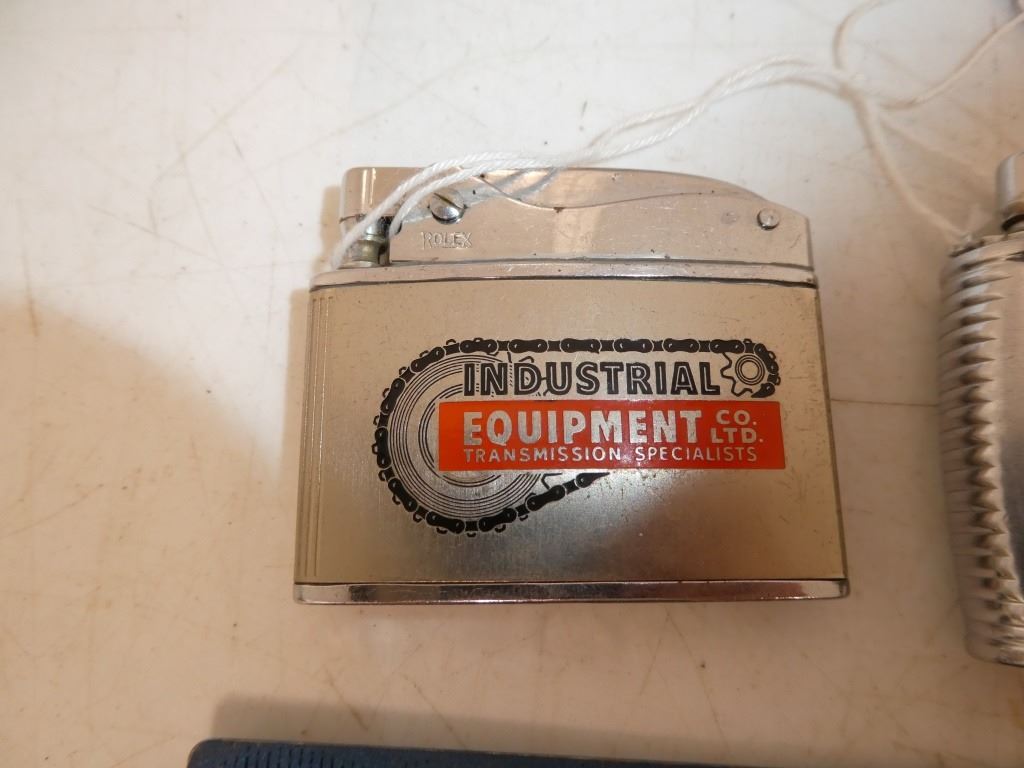 ROLEX
INDUSTRIAL
EQUIPMENT CO. LTD.
TRANSMISSION SPECIALISTS